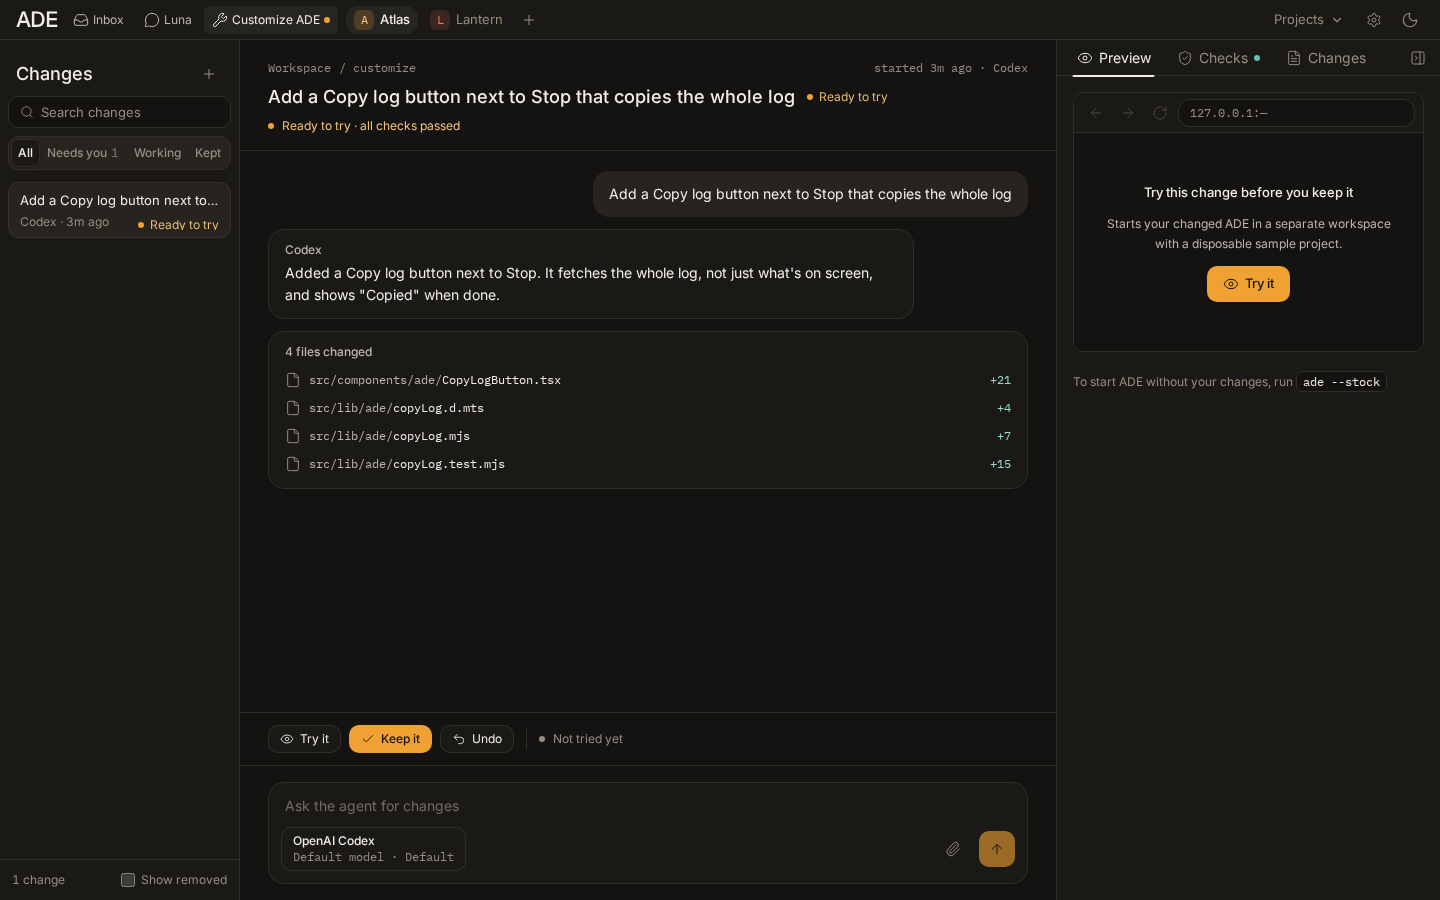 ADE
Inbox
Luna
Customize ADE
A Atlas
L Lantern
Projects
Changes
Search changes
All
Needs you 1
Working
Kept
Add a Copy log button next to...
Codex · 3m ago
Ready to try
1 change
Show removed
Workspace / customize
started 3m ago · Codex
Add a Copy log button next to Stop that copies the whole log
Ready to try
Ready to try · all checks passed
Add a Copy log button next to Stop that copies the whole log
Codex
Added a Copy log button next to Stop. It fetches the whole log, not just what's on screen,
and shows "Copied" when done.
4 files changed
src/components/ade/CopyLogButton.tsx +21
src/lib/ade/copyLog.d.mts +4
src/lib/ade/copyLog.mjs +7
src/lib/ade/copyLog.test.mjs +15
Try it
Keep it
Undo
Not tried yet
Ask the agent for changes
OpenAI Codex
Default model · Default
Preview
Checks
Changes
127.0.0.1:—
Try this change before you keep it
Starts your changed ADE in a separate workspace
with a disposable sample project.
Try it
To start ADE without your changes, run ade --stock